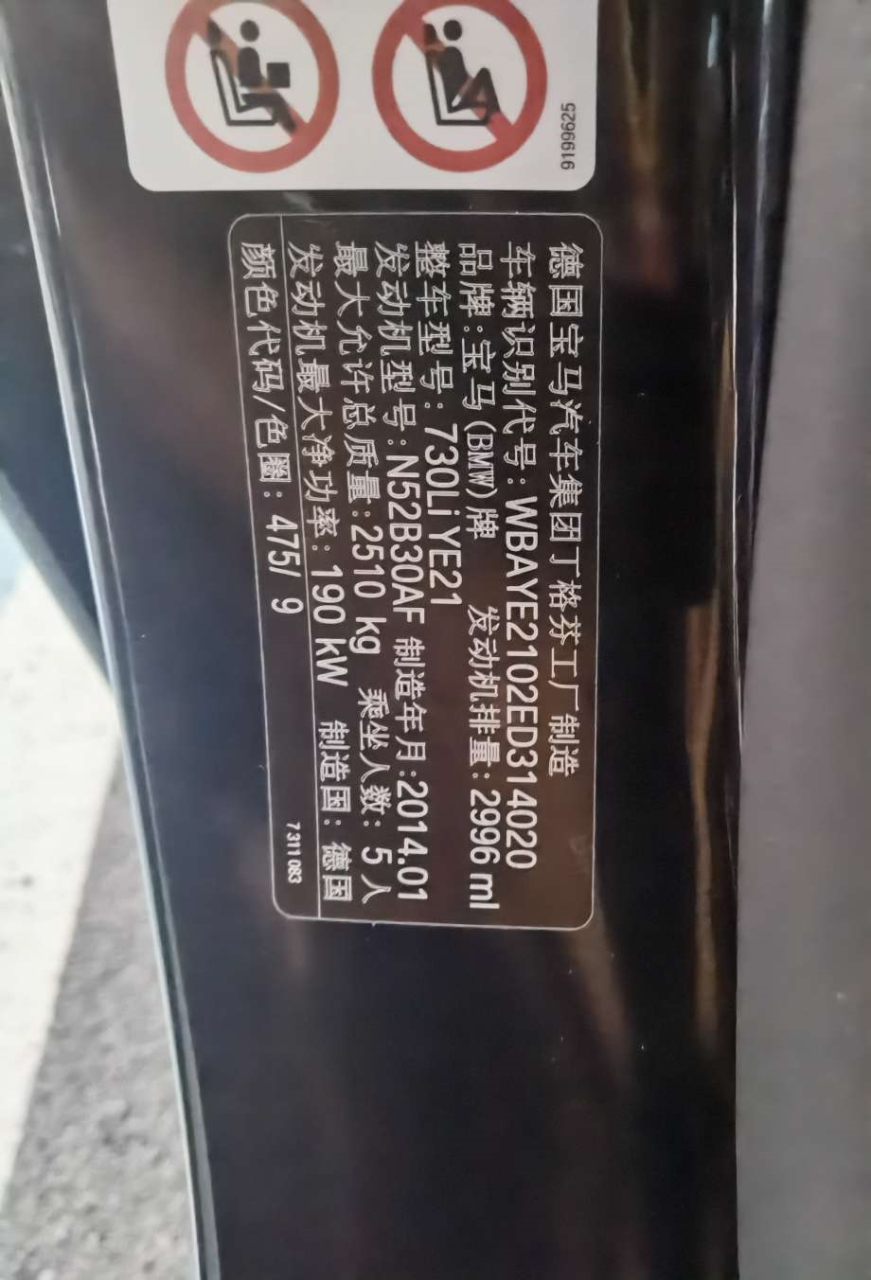 9199625
德国宝马汽车集团丁格芬工厂制造
车辆识别代号:WBAYE2102ED314020
品牌:宝马(BMW)牌 发动机排量:2996 ml
整车型号:730Li YE21
发动机型号:N52B30AF 制造年月:2014.01
最大允许总质量:2510 kg 乘坐人数:5人
发动机最大净功率:190 kW 制造国:德国
颜色代码/色圈:475/ 9
7 311 083